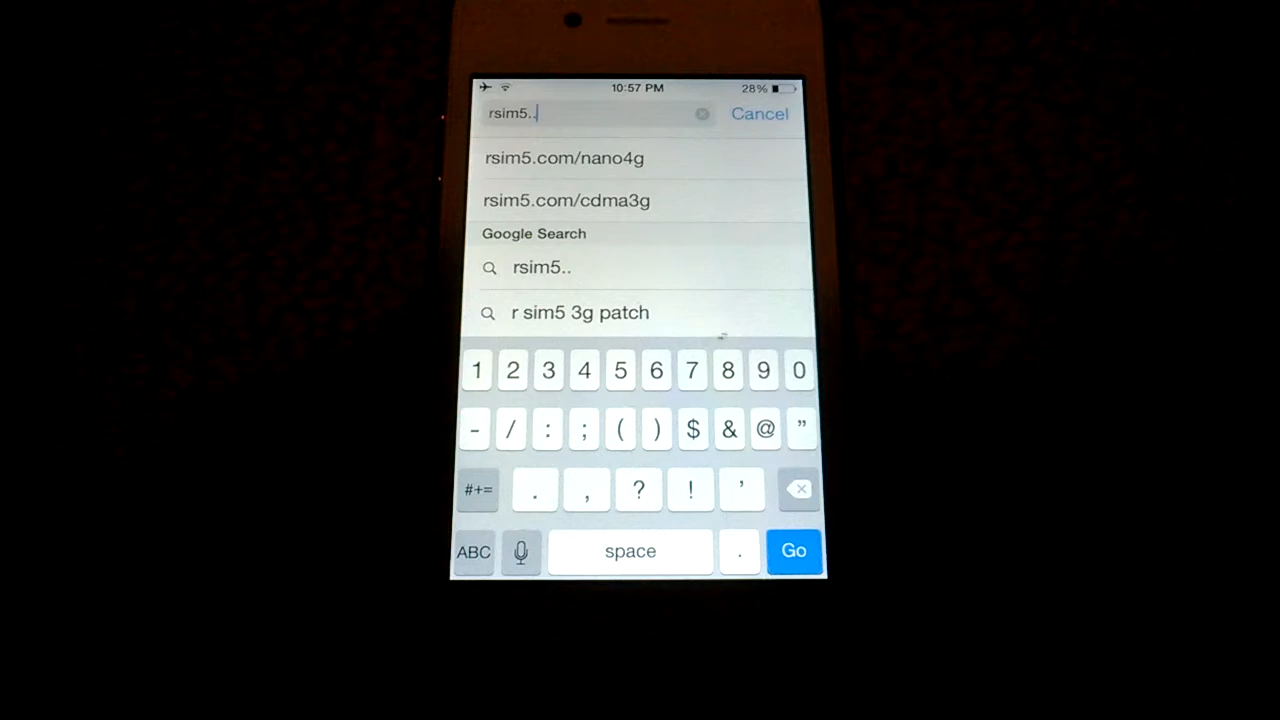 10:57 PM 28%
rsim5.. Cancel
rsim5.com/nano4g
rsim5.com/cdma3g
Google Search
rsim5..
r sim5 3g patch
1 2 3 4 5 6 7 8 9 0
- / : ; ( ) $ & @ ”
#+= . , ? ! ’
ABC space . Go